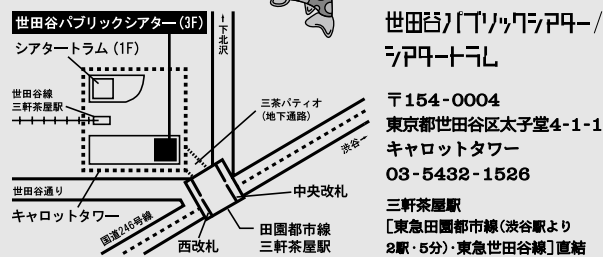 世田谷パブリックシアター(3F)
シアタートラム(1F)
↑下北沢
世田谷線
三軒茶屋駅
三茶パティオ
(地下通路)
渋谷→
世田谷通り
キャロットタワー
国道246号線
西改札
中央改札
田園都市線
三軒茶屋駅
世田谷パブリックシアター/
シアタートラム
〒154-0004
東京都世田谷区太子堂4-1-1
キャロットタワー
03-5432-1526
三軒茶屋駅
[東急田園都市線(渋谷駅より
2駅・5分)・東急世田谷線]直結